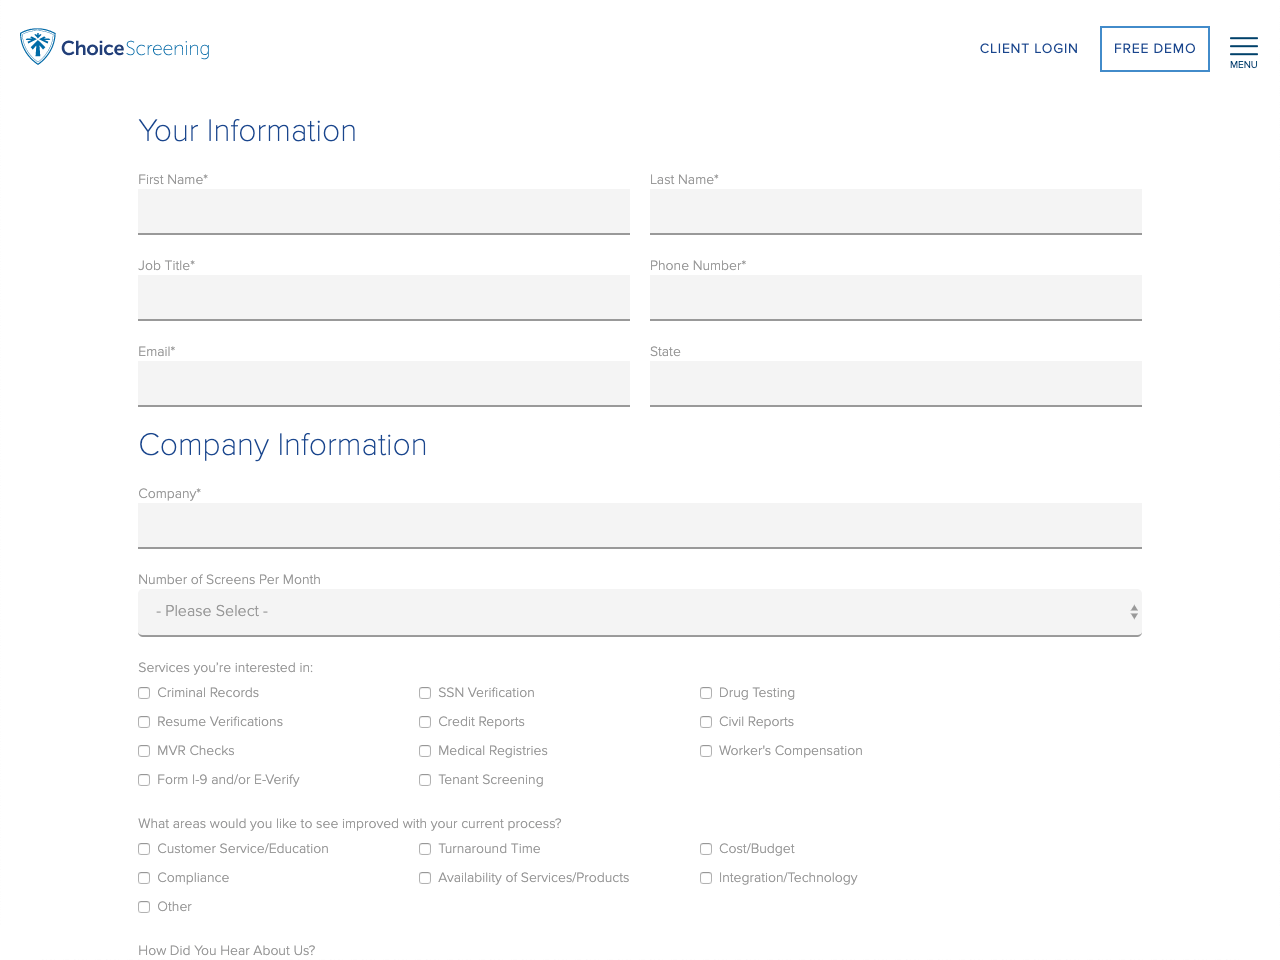 ChoiceScreening
CLIENT LOGIN
FREE DEMO
MENU
Your Information
First Name*
Last Name*
Job Title*
Phone Number*
Email*
State
Company Information
Company*
Number of Screens Per Month
- Please Select -
Services you're interested in:
Criminal Records
SSN Verification
Drug Testing
Resume Verifications
Credit Reports
Civil Reports
MVR Checks
Medical Registries
Worker's Compensation
Form I-9 and/or E-Verify
Tenant Screening
What areas would you like to see improved with your current process?
Customer Service/Education
Turnaround Time
Cost/Budget
Compliance
Availability of Services/Products
Integration/Technology
Other
How Did You Hear About Us?